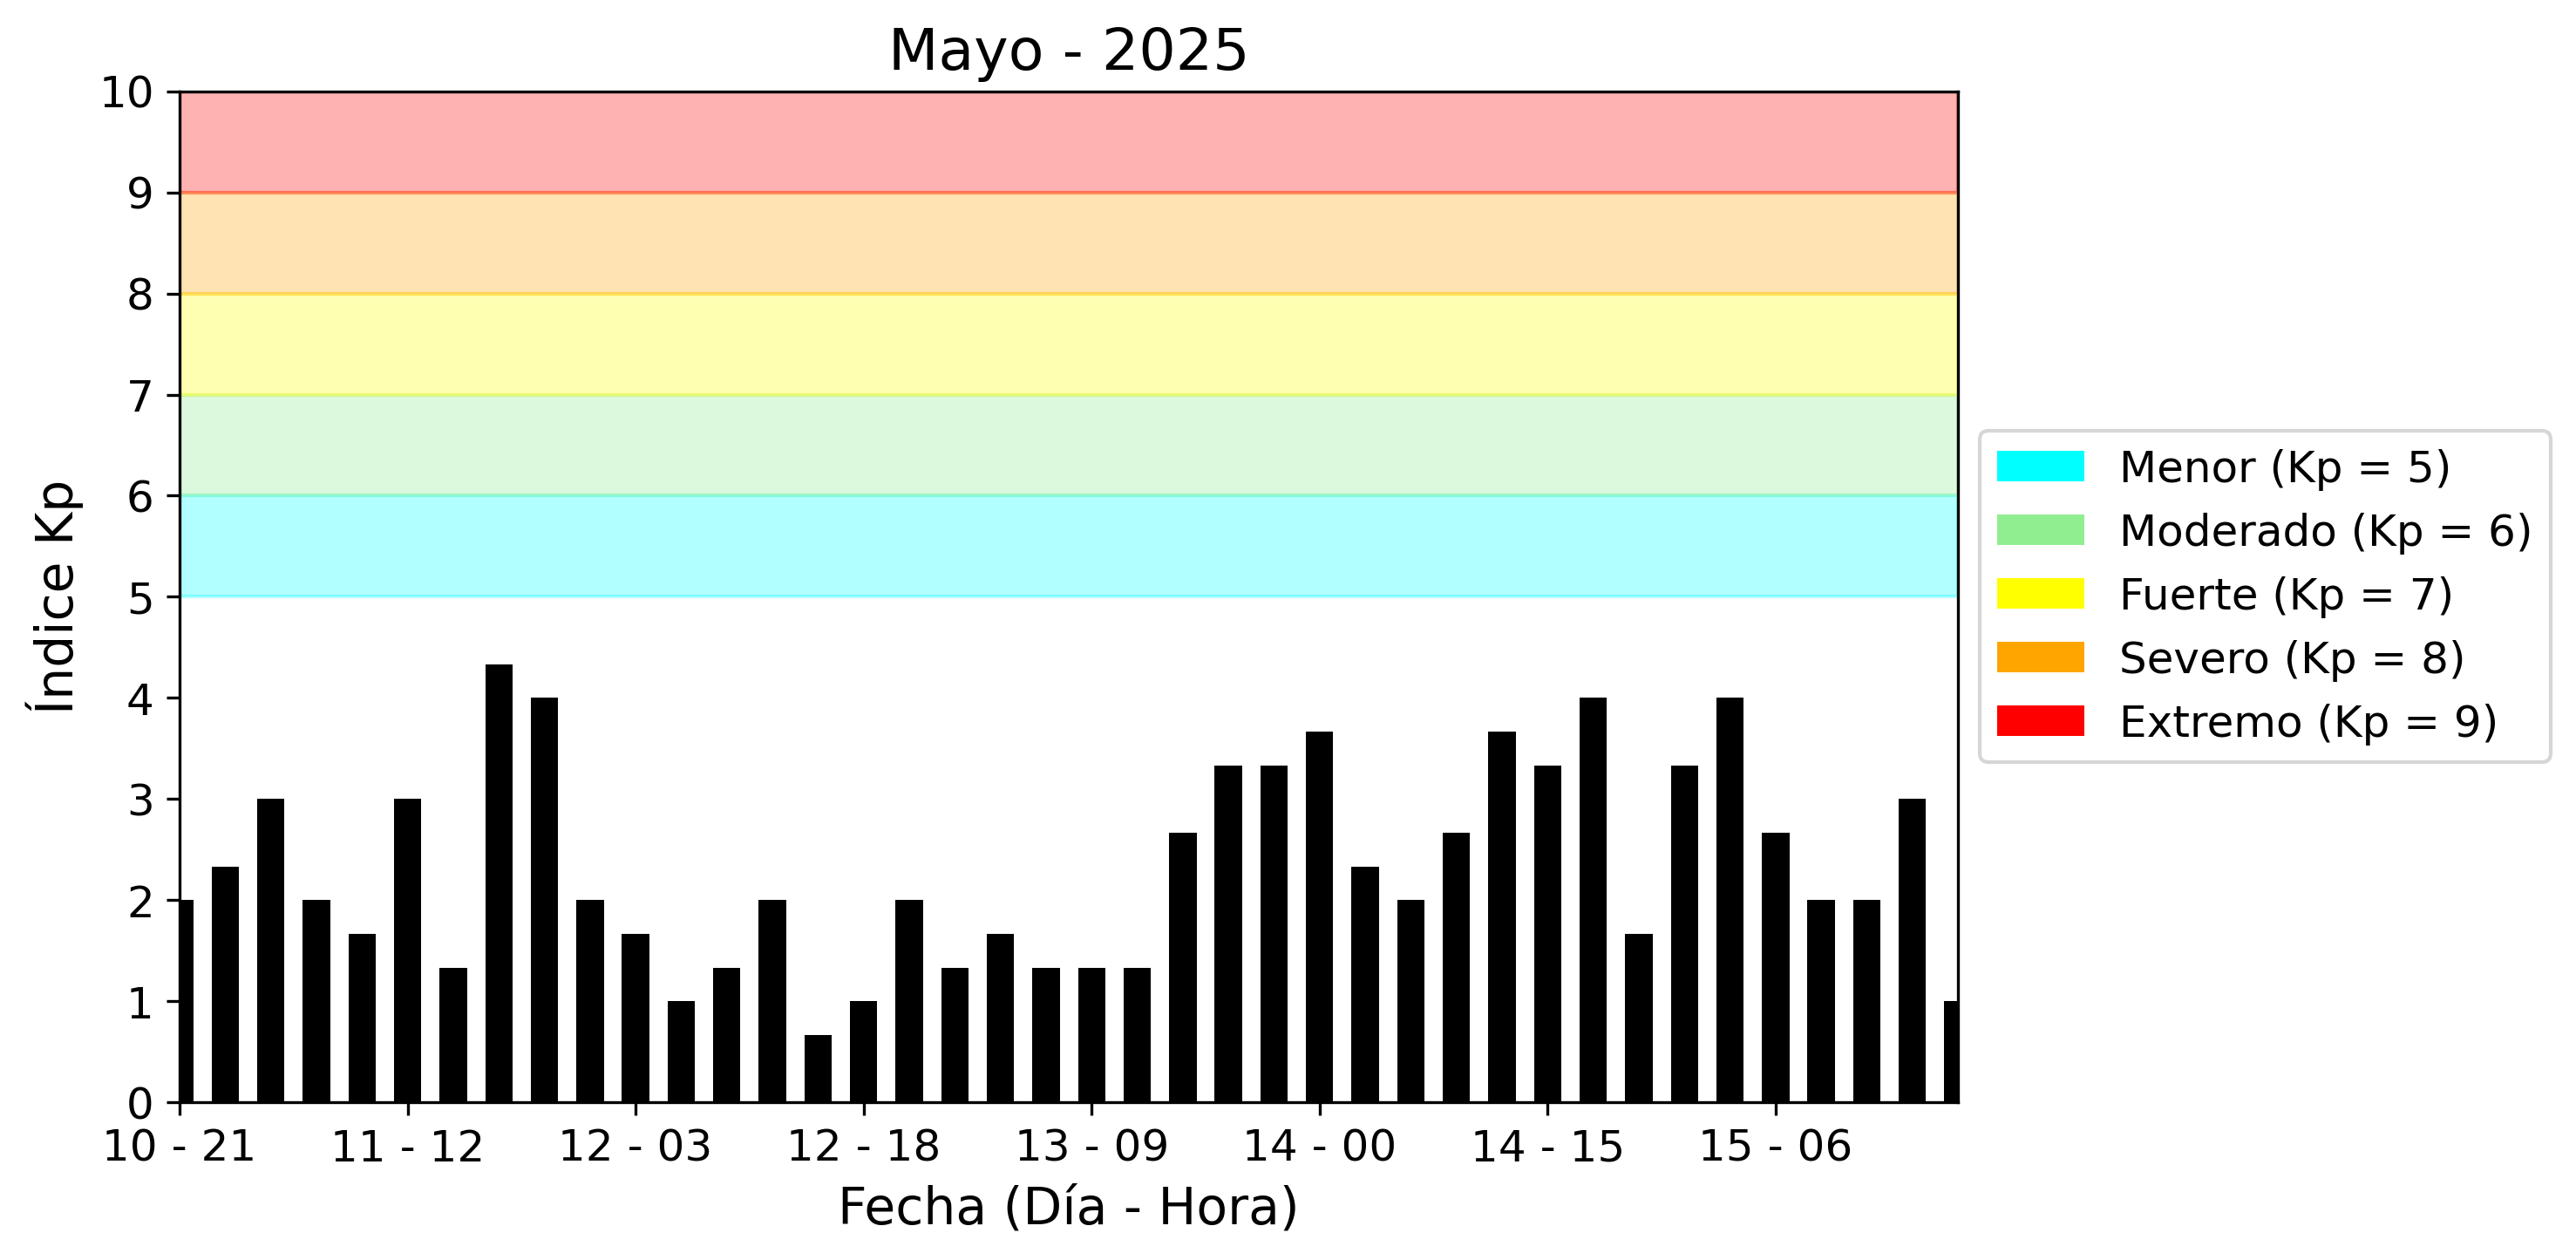 Mayo - 2025
10
9
8
7
6
5
4
3
2
1
0
Índice Kp
10 - 21
11 - 12
12 - 03
12 - 18
13 - 09
14 - 00
14 - 15
15 - 06
Fecha (Día - Hora)
Menor (Kp = 5)
Moderado (Kp = 6)
Fuerte (Kp = 7)
Severo (Kp = 8)
Extremo (Kp = 9)